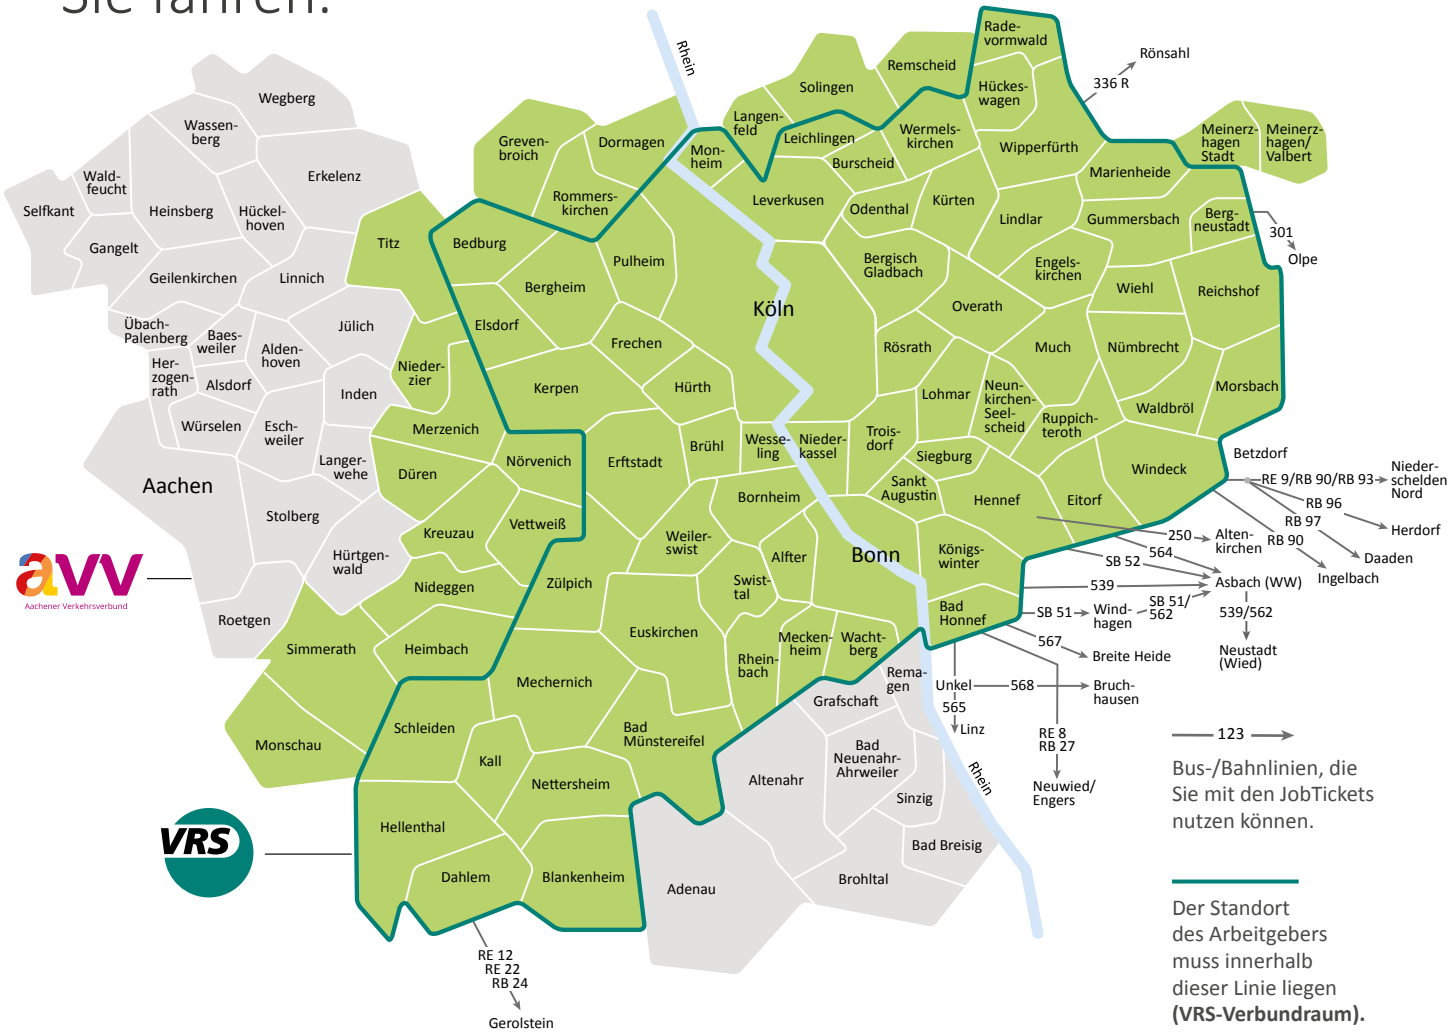 Sie fahren.
Rhein
Rade-
vormwald
Rönsahl
336 R
Remscheid
Solingen
Hückes-
wagen
Wegberg
Wassen-
berg
Langen-
feld
Leichlingen
Wermels-
kirchen
Meinerz-
hagen
Stadt
Meinerz-
hagen/
Valbert
Greven-
broich
Dormagen
Mon-
heim
Burscheid
Wipperfürth
Marienheide
Wald-
feucht
Erkelenz
Selfkant
Heinsberg
Hückel-
hoven
Rommers-
kirchen
Leverkusen
Odenthal
Kürten
Lindlar
Gummersbach
Berg-
neustadt
301
Olpe
Gangelt
Titz
Bedburg
Pulheim
Bergisch
Gladbach
Engels-
kirchen
Geilenkirchen
Linnich
Bergheim
Wiehl
Reichshof
Overath
Köln
Übach-
Palenberg
Baes-
weiler
Alden-
hoven
Jülich
Elsdorf
Frechen
Rösrath
Much
Nümbrecht
Her-
zogen-
rath
Alsdorf
Inden
Nieder-
zier
Kerpen
Hürth
Lohmar
Neun-
kirchen-
Seel-
scheid
Morsbach
Waldbröl
Würselen
Esch-
weiler
Merzenich
Ruppich-
teroth
Brühl
Wesse-
ling
Nieder-
kassel
Trois-
dorf
Siegburg
Langer-
wehe
Düren
Nörvenich
Erftstadt
Windeck
Betzdorf
RE 9/RB 90/RB 93
Nieder-
schelden
Nord
Aachen
Sankt
Augustin
Hennef
Eitorf
Bornheim
RB 96
RB 97
RB 90
Herdorf
Daaden
Ingelbach
Stolberg
Kreuzau
Vettweiß
Weiler-
swist
Alfter
Bonn
Königs-
winter
250
Alten-
kirchen
564
SB 52
Asbach (WW)
Hürtgen-
wald
avv
Aachener Verkehrsverbund
Nideggen
Zülpich
Swist-
tal
539
Bad
Honnef
SB 51
Wind-
hagen
SB 51/
562
539/562
Neustadt
(Wied)
Roetgen
Simmerath
Heimbach
Euskirchen
Rhein-
bach
Mecken-
heim
Wacht-
berg
567
Breite Heide
Rema-
gen
Unkel
568
Bruch-
hausen
565
Linz
Mechernich
Grafschaft
Schleiden
Bad
Münstereifel
Monschau
Kall
Bad
Neuenahr-
Ahrweiler
RE 8
RB 27
Neuwied/
Engers
123
Bus-/Bahnlinien, die
Sie mit den JobTickets
nutzen können.
Nettersheim
Altenahr
Sinzig
Rhein
Hellenthal
VRS
Bad Breisig
Dahlem
Blankenheim
Adenau
Brohltal
Der Standort
des Arbeitgebers
muss innerhalb
dieser Linie liegen
(VRS-Verbundraum).
RE 12
RE 22
RB 24
Gerolstein